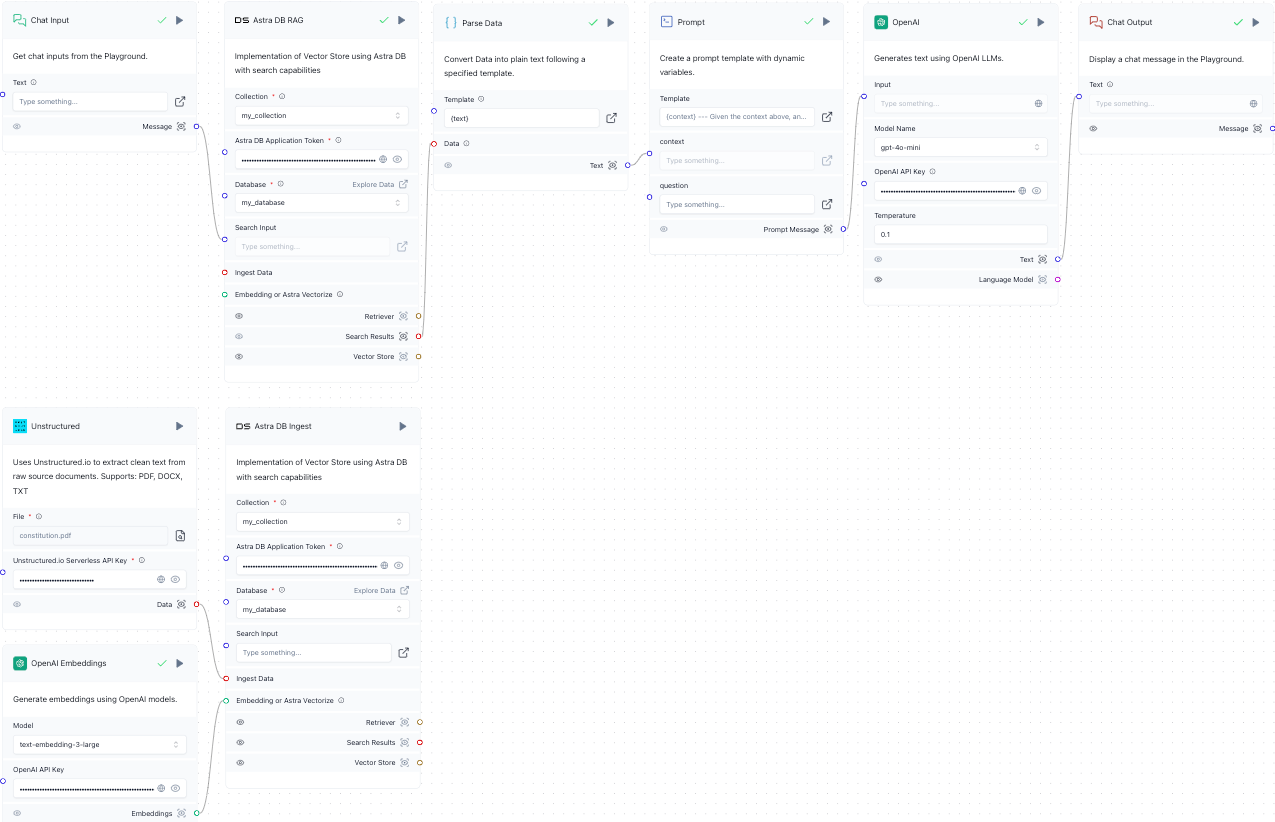 Chat Input
Get chat inputs from the Playground.
Text
Type something...
Message
DS Astra DB RAG
Implementation of Vector Store using Astra DB
with search capabilities
Collection *
my_collection
Astra DB Application Token *
••••••••••••••••••••••••••••••••••••••••••••••••••••••
Database * Explore Data
my_database
Search Input
Type something...
Ingest Data
Embedding or Astra Vectorize
Retriever
Search Results
Vector Store
Parse Data
Convert Data into plain text following a
specified template.
Template
{text}
Data
Text
Prompt
Create a prompt template with dynamic
variables.
Template
{context} --- Given the context above, an...
context
Type something...
question
Type something...
Prompt Message
OpenAI
Generates text using OpenAI LLMs.
Input
Type something...
Model Name
gpt-4o-mini
OpenAI API Key
••••••••••••••••••••••••••••••••••••••••••••••••••••••
Temperature
0.1
Text
Language Model
Chat Output
Display a chat message in the Playground.
Text
Type something...
Message
Unstructured
Uses Unstructured.io to extract clean text from
raw source documents. Supports: PDF, DOCX,
TXT
File *
constitution.pdf
Unstructured.io Serverless API Key *
••••••••••••••••••••••••••••••
Data
OpenAI Embeddings
Generate embeddings using OpenAI models.
Model
text-embedding-3-large
OpenAI API Key
••••••••••••••••••••••••••••••••••••••••••••••••••••••
Embeddings
DS Astra DB Ingest
Implementation of Vector Store using Astra DB
with search capabilities
Collection *
my_collection
Astra DB Application Token *
••••••••••••••••••••••••••••••••••••••••••••••••••••••
Database * Explore Data
my_database
Search Input
Type something...
Ingest Data
Embedding or Astra Vectorize
Retriever
Search Results
Vector Store